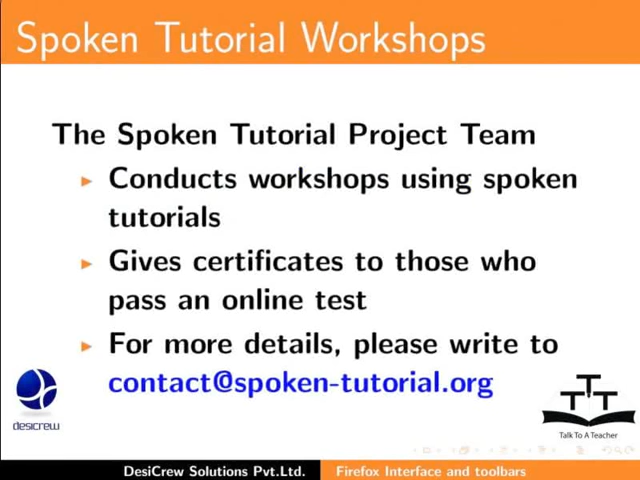 Spoken Tutorial Workshops
The Spoken Tutorial Project Team
Conducts workshops using spoken
tutorials
Gives certificates to those who
pass an online test
For more details, please write to
contact@spoken-tutorial.org
desicrew
TTT
Talk To A Teacher
DesiCrew Solutions Pvt.Ltd. Firefox Interface and toolbars